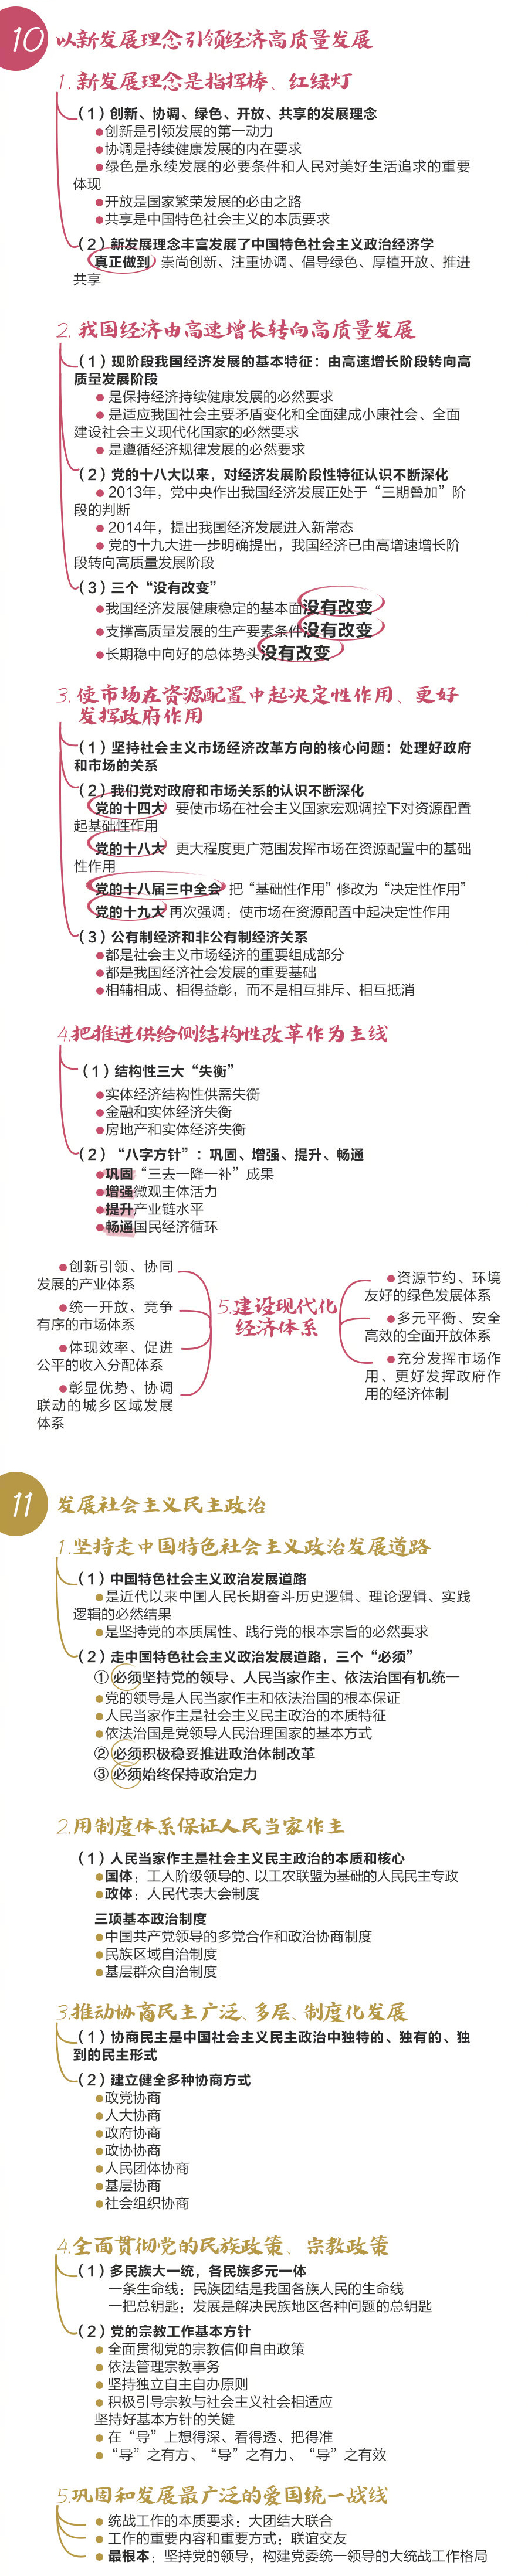 10 以新发展理念引领经济高质量发展
1. 新发展理念是指挥棒、红绿灯
（1）创新、协调、绿色、开放、共享的发展理念
●创新是引领发展的第一动力
●协调是持续健康发展的内在要求
●绿色是永续发展的必要条件和人民对美好生活追求的重要
体现
●开放是国家繁荣发展的必由之路
●共享是中国特色社会主义的本质要求
（2）新发展理念丰富发展了中国特色社会主义政治经济学
真正做到 崇尚创新、注重协调、倡导绿色、厚植开放、推进
共享
2. 我国经济由高速增长转向高质量发展
（1）现阶段我国经济发展的基本特征：由高速增长阶段转向高
质量发展阶段
● 是保持经济持续健康发展的必然要求
● 是适应我国社会主要矛盾变化和全面建成小康社会、全面
建设社会主义现代化国家的必然要求
● 是遵循经济规律发展的必然要求
（2）党的十八大以来，对经济发展阶段性特征认识不断深化
● 2013年，党中央作出我国经济发展正处于“三期叠加”阶
段的判断
● 2014年，提出我国经济发展进入新常态
● 党的十九大进一步明确提出，我国经济已由高增速增长阶
段转向高质量发展阶段
（3）三个“没有改变”
●我国经济发展健康稳定的基本面没有改变
●支撑高质量发展的生产要素条件没有改变
●长期稳中向好的总体势头没有改变
3. 使市场在资源配置中起决定性作用、更好
发挥政府作用
（1）坚持社会主义市场经济改革方向的核心问题：处理好政府
和市场的关系
（2）我们党对政府和市场关系的认识不断深化
党的十四大 要使市场在社会主义国家宏观调控下对资源配置
起基础性作用
党的十八大 更大程度更广范围发挥市场在资源配置中的基础
性作用
党的十八届三中全会 把“基础性作用”修改为“决定性作用”
党的十九大 再次强调：使市场在资源配置中起决定性作用
（3）公有制经济和非公有制经济关系
●都是社会主义市场经济的重要组成部分
●都是我国经济社会发展的重要基础
●相辅相成、相得益彰，而不是相互排斥、相互抵消
4.把推进供给侧结构性改革作为主线
（1）结构性三大“失衡”
●实体经济结构性供需失衡
●金融和实体经济失衡
●房地产和实体经济失衡
（2）“八字方针”：巩固、增强、提升、畅通
●巩固“三去一降一补”成果
●增强微观主体活力
●提升产业链水平
●畅通国民经济循环
●创新引领、协同
发展的产业体系
●统一开放、竞争
有序的市场体系
●体现效率、促进
公平的收入分配体系
●彰显优势、协调
联动的城乡区域发展
体系
5.建设现代化
经济体系
●资源节约、环境
友好的绿色发展体系
●多元平衡、安全
高效的全面开放体系
●充分发挥市场作
用、更好发挥政府作
用的经济体制
11 发展社会主义民主政治
1.坚持走中国特色社会主义政治发展道路
（1）中国特色社会主义政治发展道路
●是近代以来中国人民长期奋斗历史逻辑、理论逻辑、实践
逻辑的必然结果
●是坚持党的本质属性、践行党的根本宗旨的必然要求
（2）走中国特色社会主义政治发展道路，三个“必须”
① 必须坚持党的领导、人民当家作主、依法治国有机统一
●党的领导是人民当家作主和依法治国的根本保证
●人民当家作主是社会主义民主政治的本质特征
●依法治国是党领导人民治理国家的基本方式
② 必须积极稳妥推进政治体制改革
③ 必须始终保持政治定力
2.用制度体系保证人民当家作主
（1）人民当家作主是社会主义民主政治的本质和核心
●国体：工人阶级领导的、以工农联盟为基础的人民民主专政
●政体：人民代表大会制度
三项基本政治制度
●中国共产党领导的多党合作和政治协商制度
●民族区域自治制度
●基层群众自治制度
3.推动协商民主广泛、多层、制度化发展
（1）协商民主是中国社会主义民主政治中独特的、独有的、独
到的民主形式
（2）建立健全多种协商方式
●政党协商
●人大协商
●政府协商
●政协协商
●人民团体协商
●基层协商
●社会组织协商
4.全面贯彻党的民族政策、宗教政策
（1）多民族大一统，各民族多元一体
一条生命线：民族团结是我国各族人民的生命线
一把总钥匙：发展是解决民族地区各种问题的总钥匙
（2）党的宗教工作基本方针
● 全面贯彻党的宗教信仰自由政策
● 依法管理宗教事务
● 坚持独立自主自办原则
● 积极引导宗教与社会主义社会相适应
坚持好基本方针的关键
● 在“导”上想得深、看得透、把得准
● “导”之有方、“导”之有力、“导”之有效
5.巩固和发展最广泛的爱国统一战线
● 统战工作的本质要求：大团结大联合
● 工作的重要内容和重要方式：联谊交友
● 最根本：坚持党的领导，构建党委统一领导的大统战工作格局